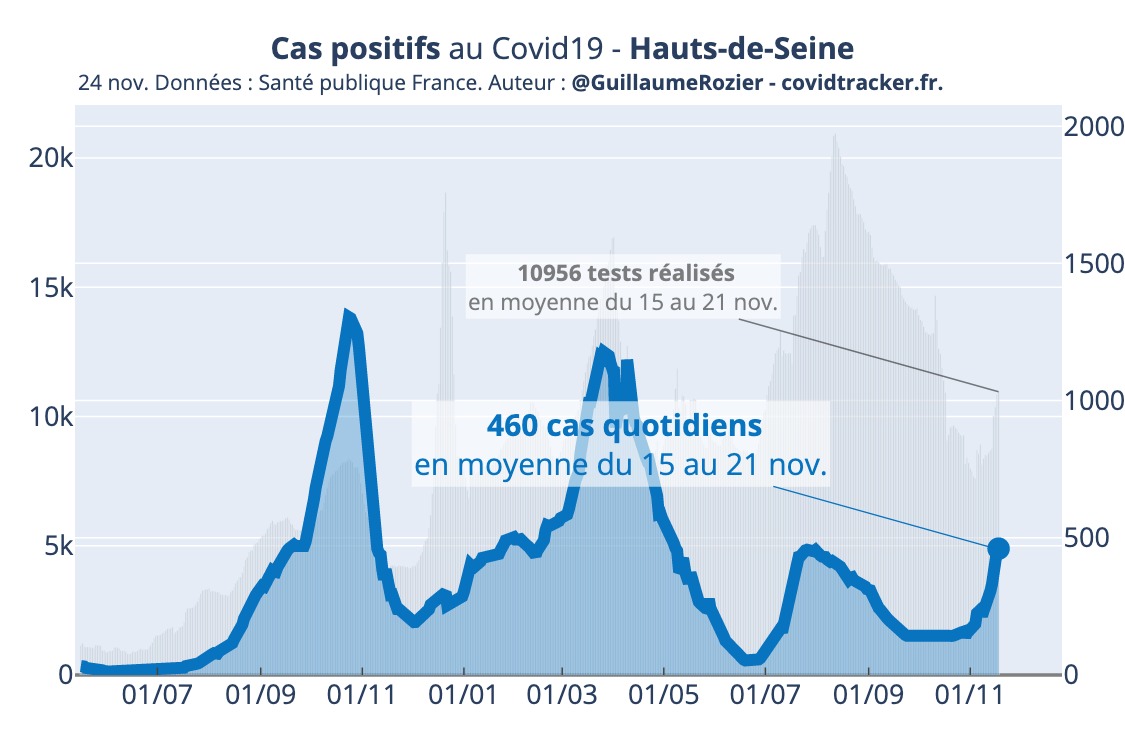 Cas positifs au Covid19 - Hauts-de-Seine
24 nov. Données : Santé publique France. Auteur : @GuillaumeRozier - covidtracker.fr.
2000
20k
1500
15k
10956 tests réalisés
en moyenne du 15 au 21 nov.
1000
10k
460 cas quotidiens
en moyenne du 15 au 21 nov.
500
5k
0
0
01/07 01/09 01/11 01/01 01/03 01/05 01/07 01/09 01/11